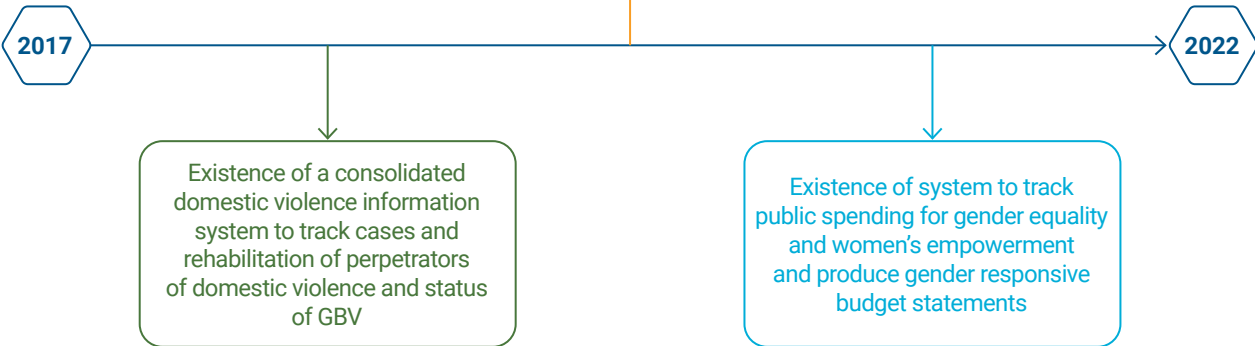 2017
2022
Existence of a consolidated
domestic violence information
system to track cases and
rehabilitation of perpetrators
of domestic violence and status
of GBV
Existence of system to track
public spending for gender equality
and women’s empowerment
and produce gender responsive
budget statements